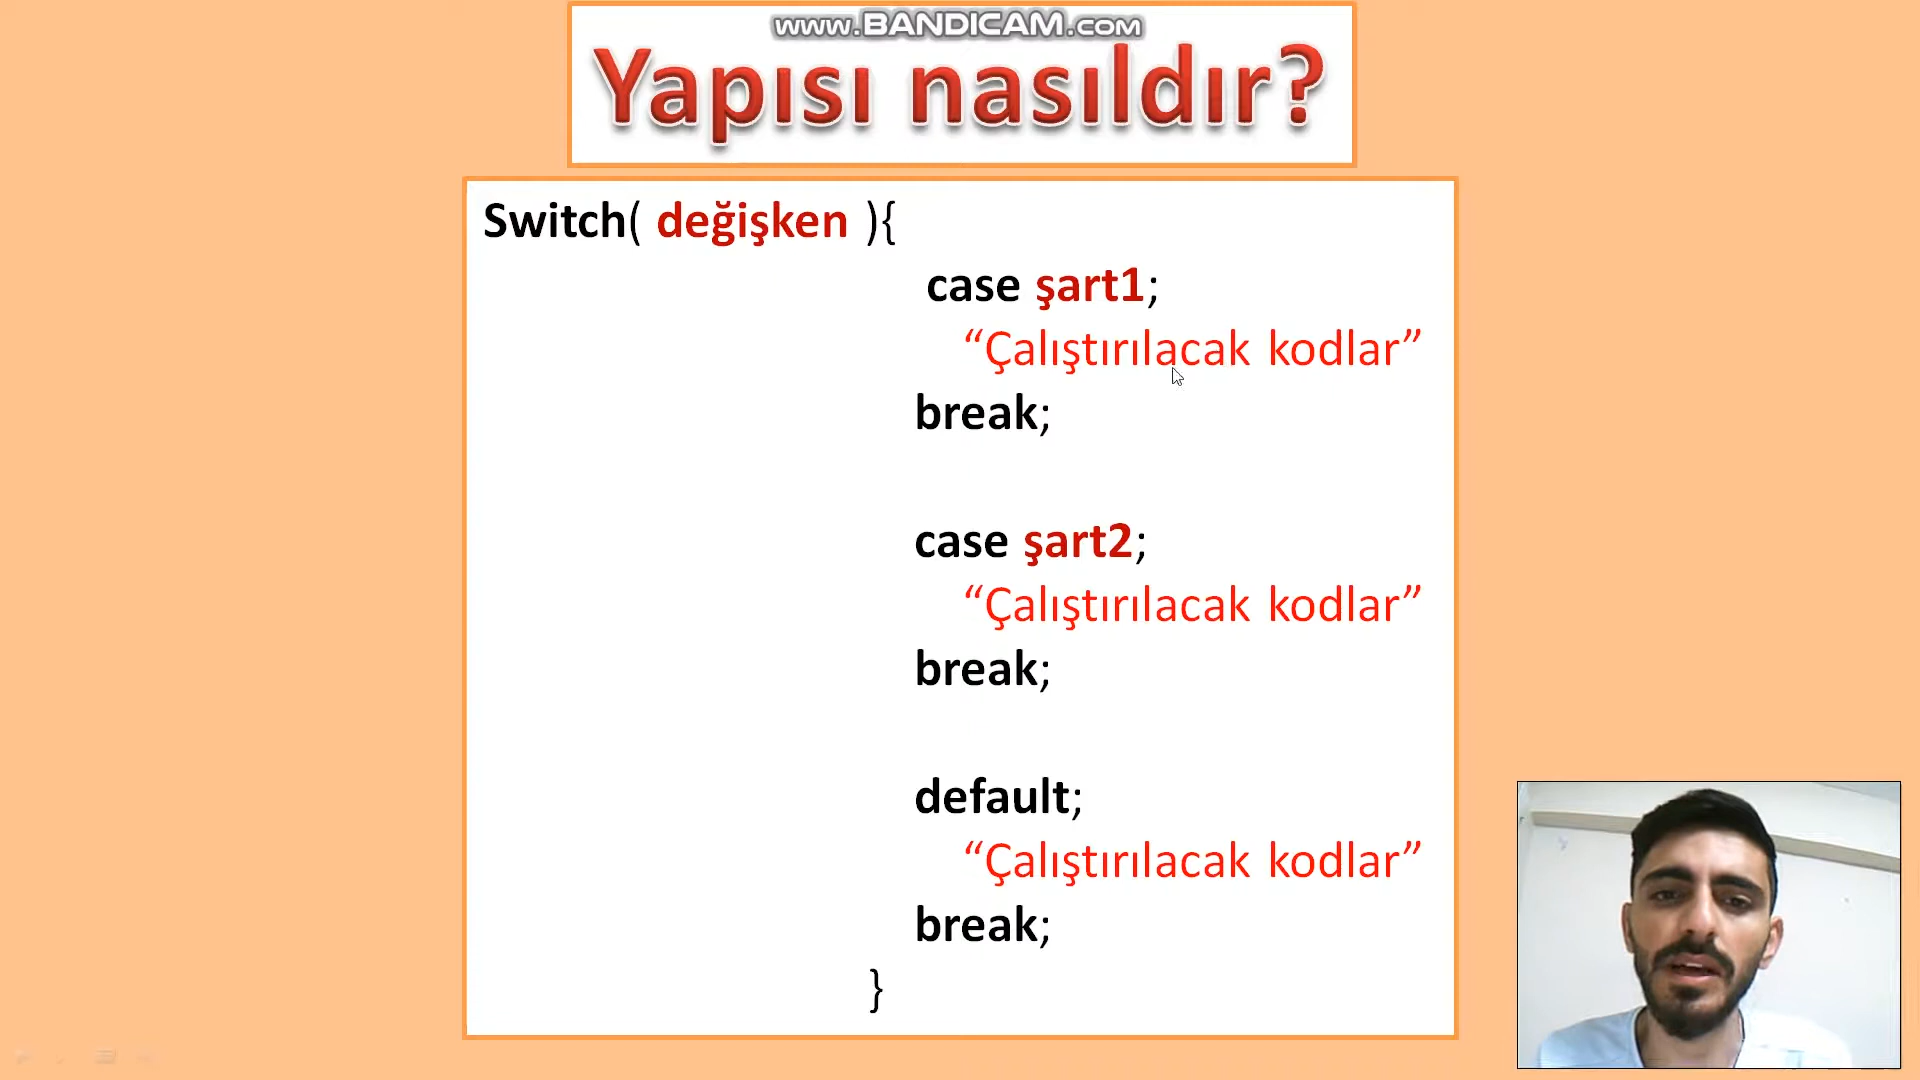 www.BANDICAM.com
Yapısı nasıldır?
Switch( değişken ){
case şart1;
“Çalıştırılacak kodlar”
break;
case şart2;
“Çalıştırılacak kodlar”
break;
default;
“Çalıştırılacak kodlar”
break;
}